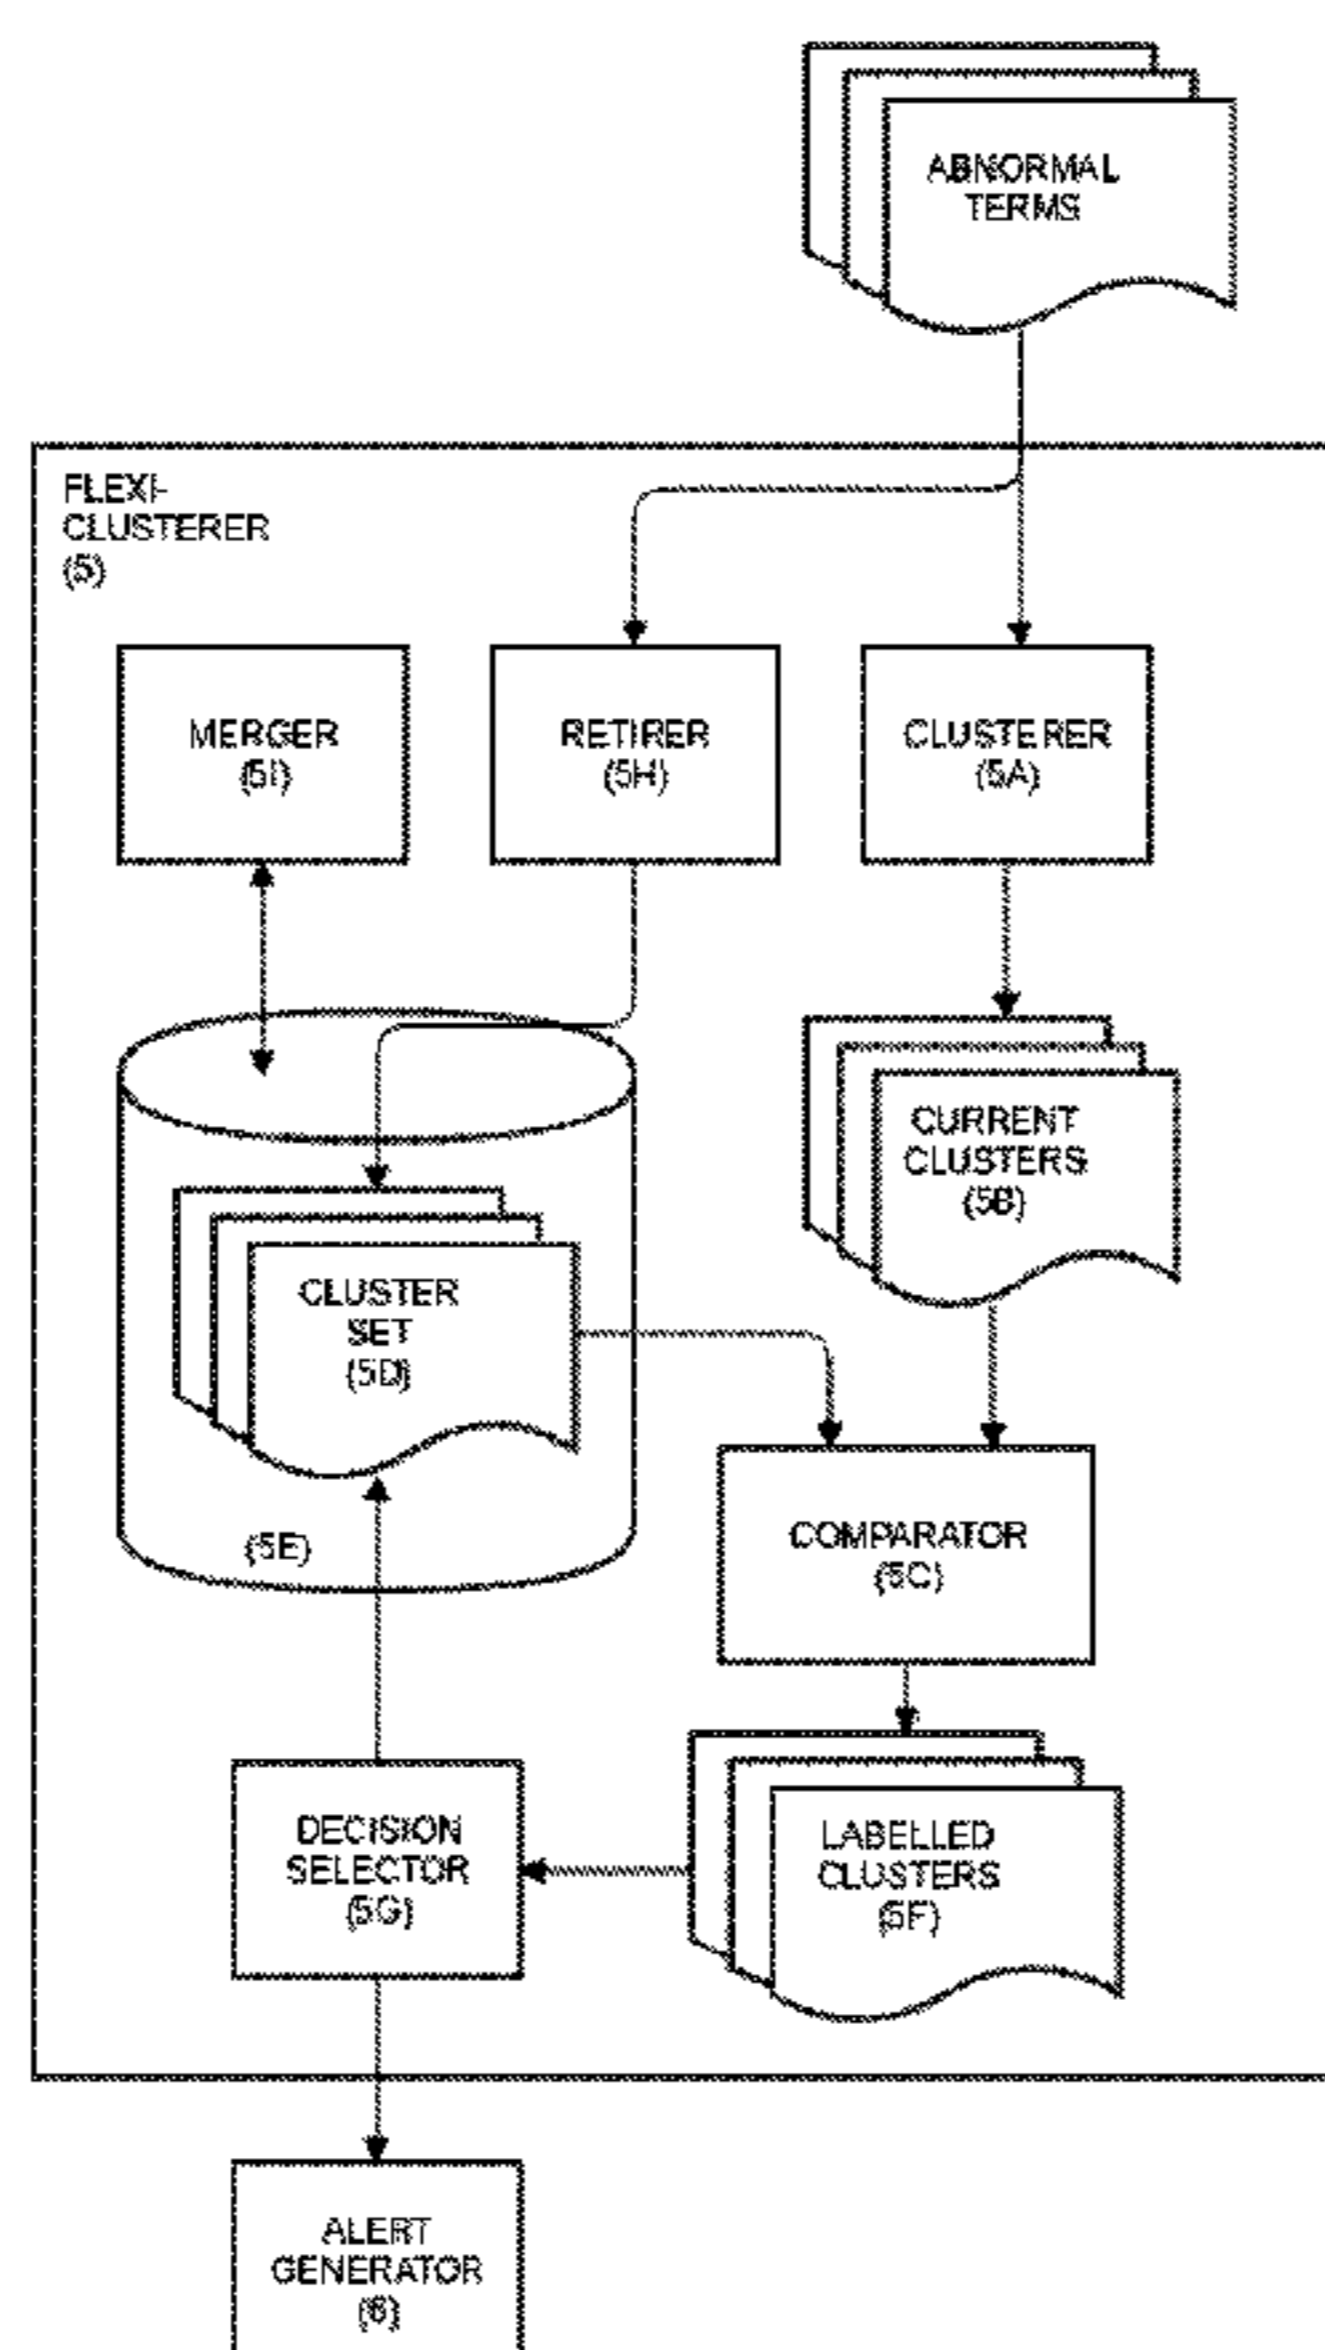 ABNORMAL
TERMS
FLEXI-
CLUSTERER
(5)
MERGER
(5I)
RETIRER
(5H)
CLUSTERER
(5A)
CURRENT
CLUSTERS
(5B)
CLUSTER
SET
(5D)
(5E)
COMPARATOR
(5C)
DECISION
SELECTOR
(5G)
LABELLED
CLUSTERS
(5F)
ALERT
GENERATOR
(6)